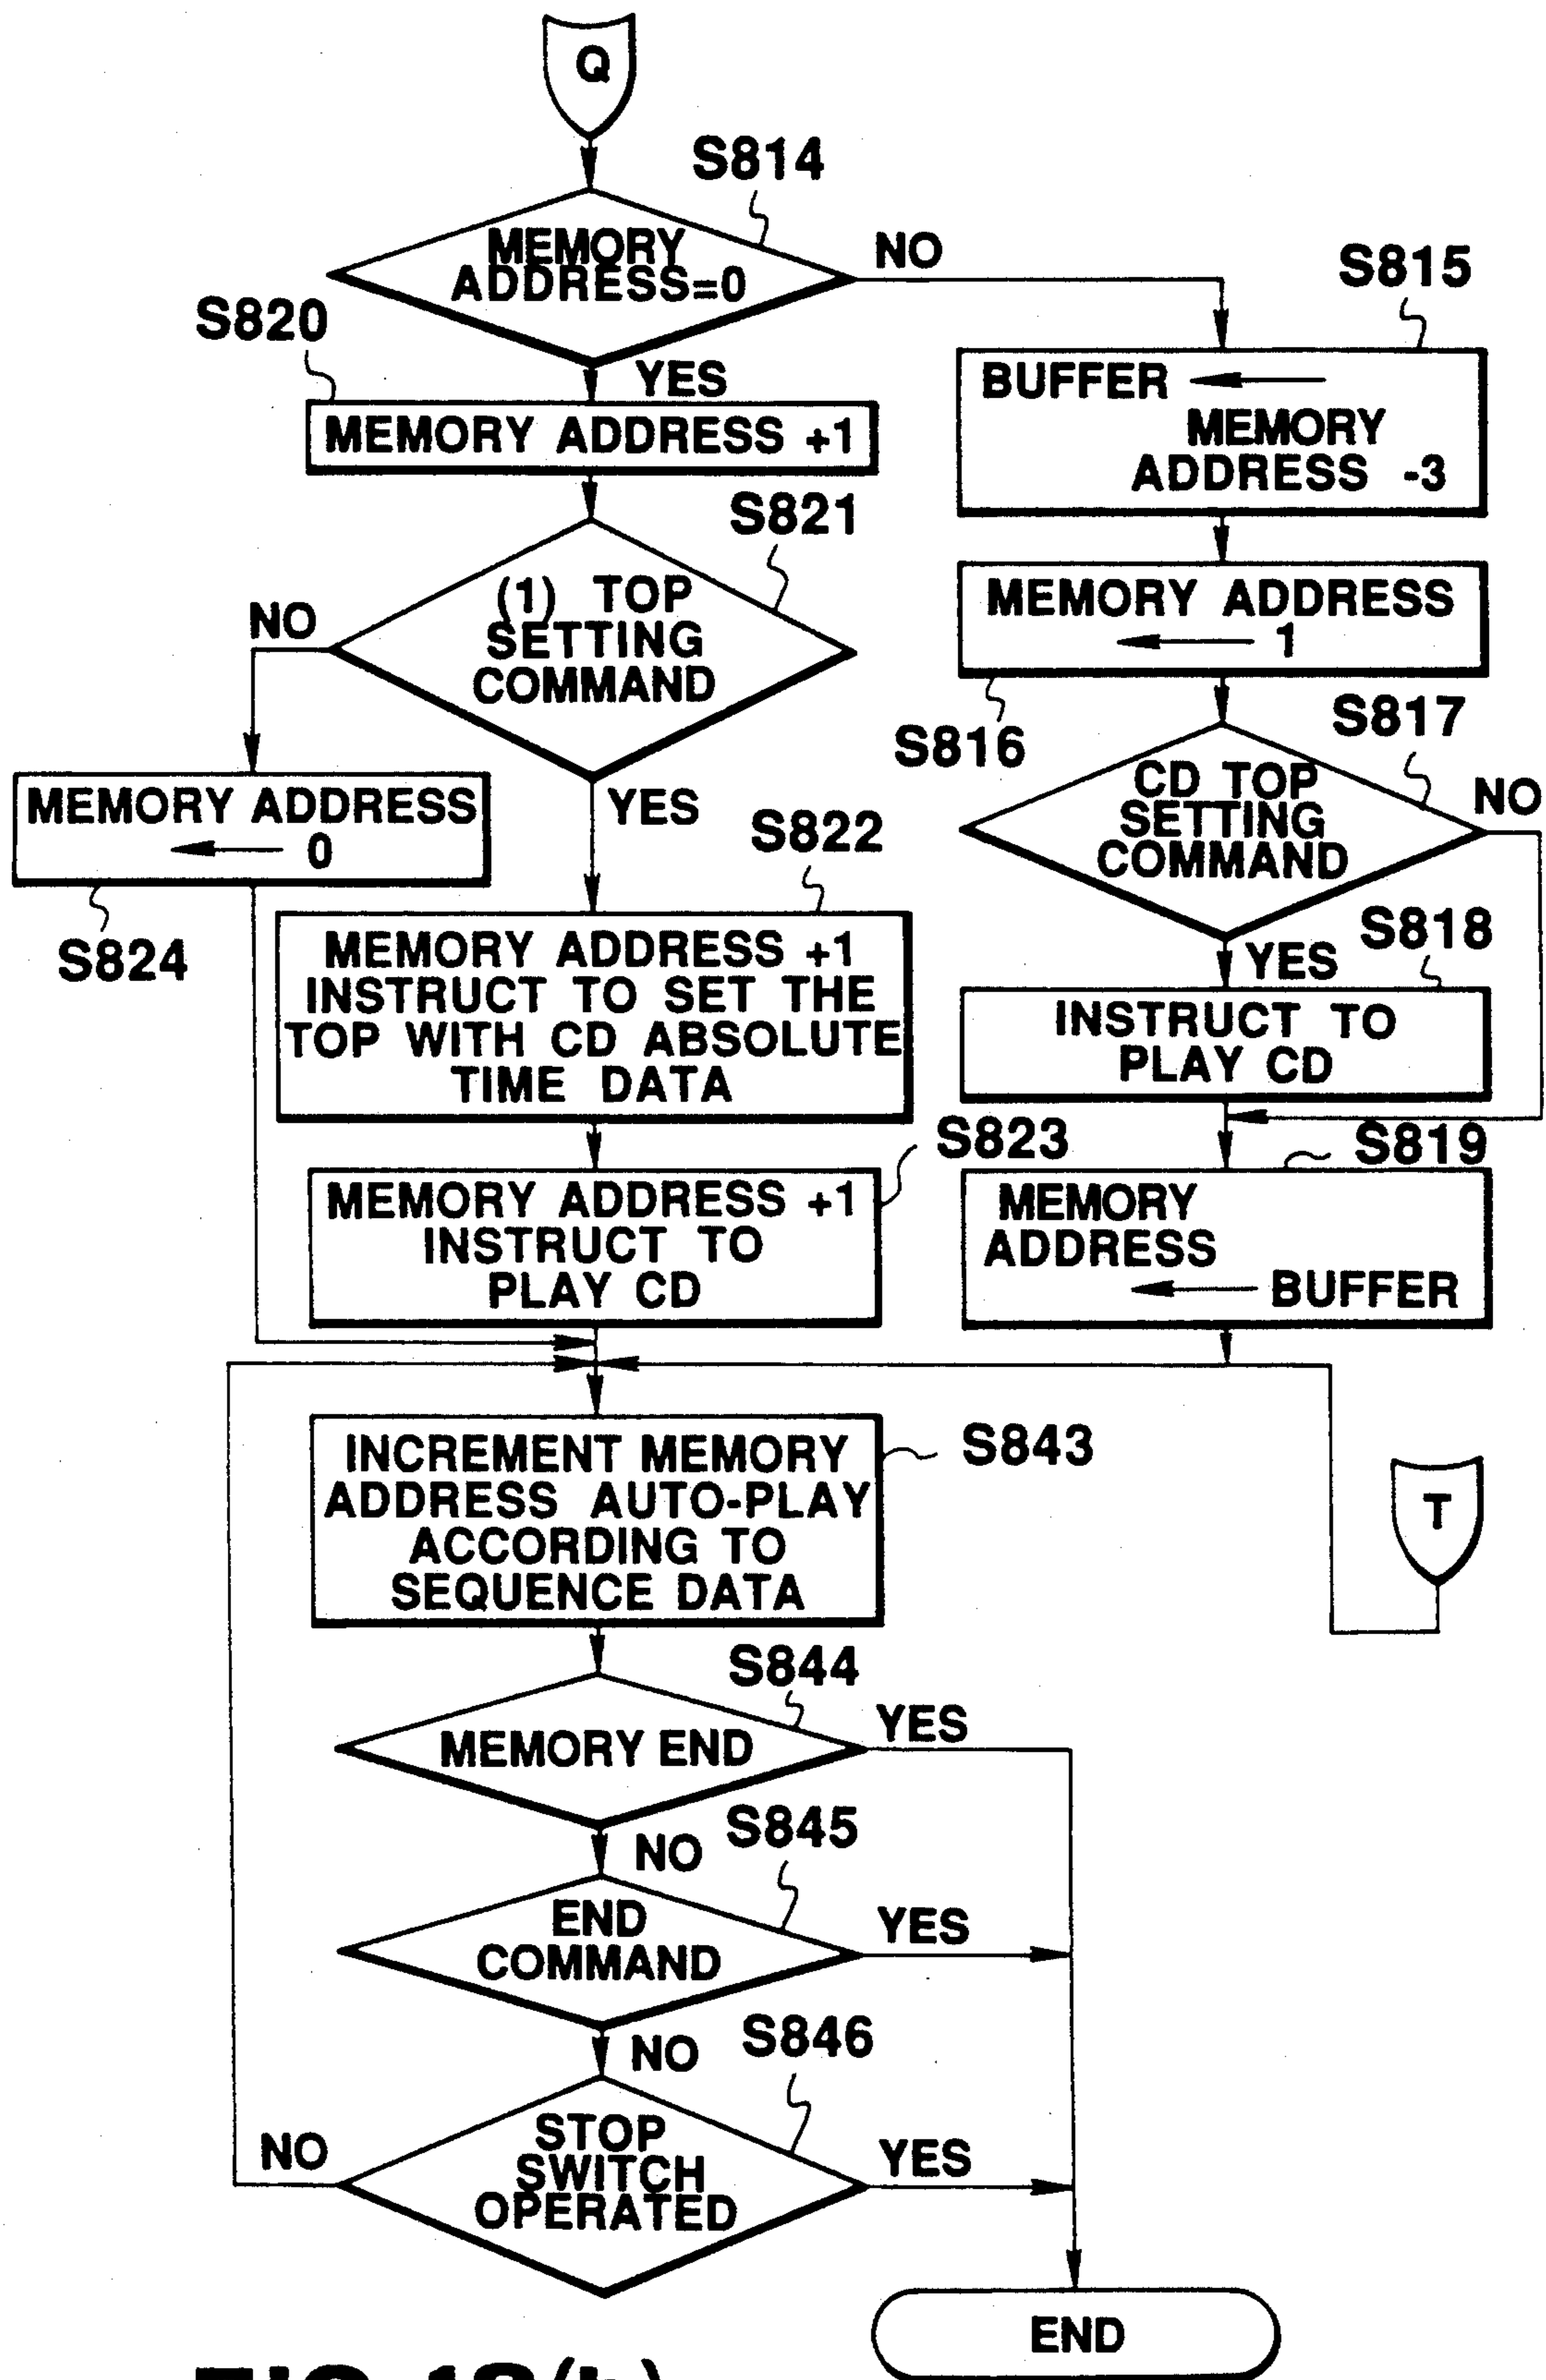 Q
S814
MEMORY
ADDRESS=0
NO
S815
S820
YES
BUFFER ←
MEMORY
ADDRESS -3
MEMORY ADDRESS +1
S821
(1) TOP
SETTING
COMMAND
NO
MEMORY ADDRESS
← 1
S816
S817
CD TOP
SETTING
COMMAND
NO
YES
MEMORY ADDRESS
← 0
S824
S822
MEMORY ADDRESS +1
INSTRUCT TO SET THE
TOP WITH CD ABSOLUTE
TIME DATA
YES
S818
INSTRUCT TO
PLAY CD
S823
S819
MEMORY ADDRESS +1
INSTRUCT TO
PLAY CD
MEMORY
ADDRESS
← BUFFER
INCREMENT MEMORY
ADDRESS AUTO-PLAY
ACCORDING TO
SEQUENCE DATA
S843
T
S844
MEMORY END
YES
NO
S845
END
COMMAND
YES
NO
S846
STOP
SWITCH
OPERATED
NO
YES
END